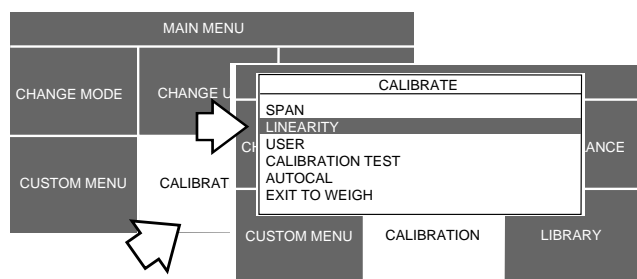 MAIN MENU
CHANGE MODE
CHANGE U
CUSTOM MENU
CALIBRAT
CALIBRATE
SPAN
LINEARITY
USER
CALIBRATION TEST
AUTOCAL
EXIT TO WEIGH
CH
ANCE
CUSTOM MENU
CALIBRATION
LIBRARY